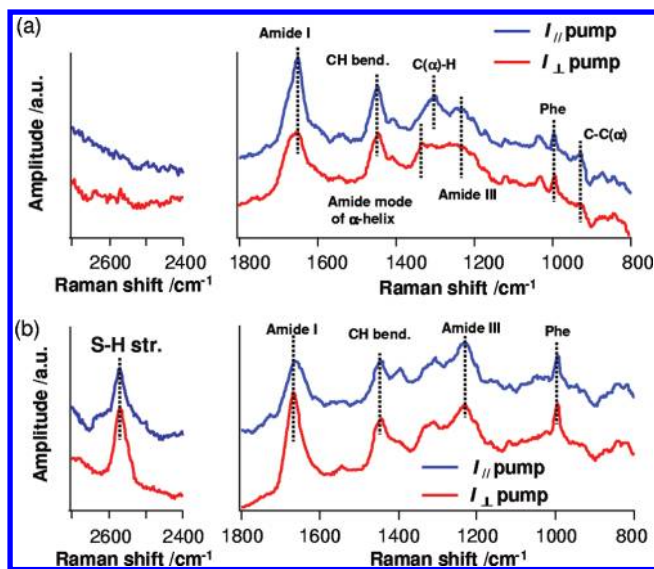 (a)
Amide I
CH bend.
C(α)-H
I // pump
I ⊥ pump
Phe
C-C(α)
Amplitude /a.u.
Amide mode
of α-helix
Amide III
2600 2400
1800 1600 1400 1200 1000 800
Raman shift /cm-1
Raman shift /cm-1
(b)
S-H str.
Amide I
CH bend.
Amide III
Phe
Amplitude /a.u.
I // pump
I ⊥ pump
2600 2400
1800 1600 1400 1200 1000 800
Raman shift /cm-1
Raman shift /cm-1